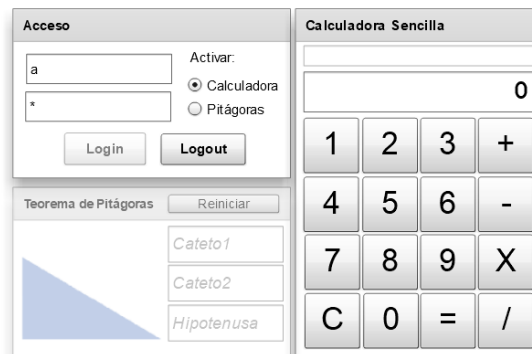 Acceso
a
*
Activar:
Calculadora
Pitágoras
Login
Logout
Teorema de Pitágoras
Reiniciar
Cateto1
Cateto2
Hipotenusa
Calculadora Sencilla
0
1 2 3 +
4 5 6 -
7 8 9 X
C 0 = /